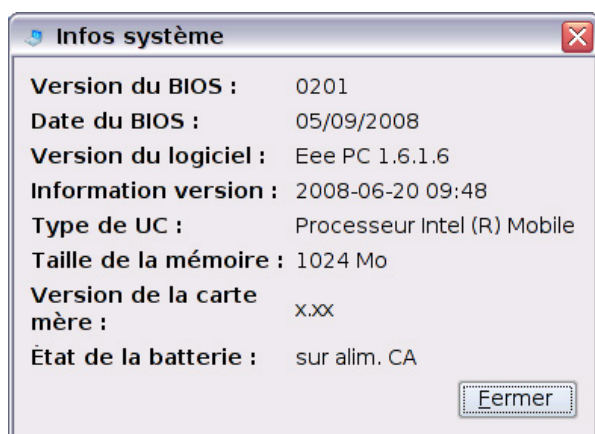 Infos système
Version du BIOS : 0201
Date du BIOS : 05/09/2008
Version du logiciel : Eee PC 1.6.1.6
Information version : 2008-06-20 09:48
Type de UC : Processeur Intel (R) Mobile
Taille de la mémoire : 1024 Mo
Version de la carte
mère : x.xx
État de la batterie : sur alim. CA
Fermer